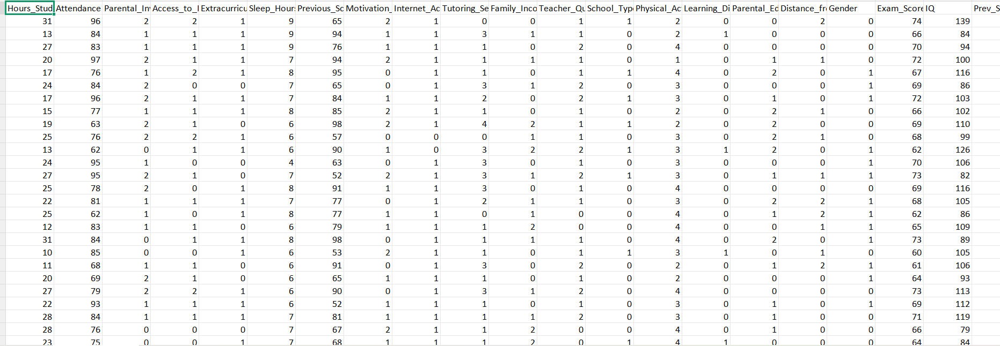 Hours_Stud Attendance Parental_Inv Access_to_ Extracurricu Sleep_Hour Previous_Sc Motivation_ Internet_Ac Tutoring_Se Family_Inco Teacher_Qu School_Type Physical_Ac Learning_Di Parental_Ed Distance_fr Gender Exam_Score IQ Prev_S
31 96 2 2 1 9 65 2 1 0 0 1 1 2 0 0 2 0 74 139
13 84 1 1 1 9 94 1 1 3 1 1 0 2 1 0 0 0 66 84
27 83 1 1 1 9 76 1 1 1 0 2 0 4 0 0 0 0 70 94
20 97 2 1 1 7 94 2 1 1 1 1 0 1 0 1 1 0 72 100
17 76 1 2 1 8 95 0 1 1 0 1 1 4 0 2 0 1 67 116
24 84 2 0 0 7 65 0 1 3 1 2 0 3 0 0 0 1 69 86
17 96 2 1 1 7 84 1 1 2 0 2 1 3 0 1 0 1 72 103
15 77 1 1 1 8 85 2 1 1 0 1 0 2 0 2 1 0 66 102
19 63 2 1 0 6 98 2 1 4 2 1 1 2 0 2 0 0 69 110
25 76 2 2 1 6 57 0 0 0 1 1 0 3 0 2 1 0 68 99
13 62 0 1 1 6 90 1 0 3 2 2 1 3 1 2 0 1 62 126
24 95 1 0 0 4 63 0 1 3 0 1 0 3 0 0 0 1 70 106
27 95 2 1 0 7 52 2 1 3 1 2 1 3 0 1 1 1 73 82
25 78 2 0 1 8 91 1 1 3 0 1 0 4 0 0 0 0 69 116
22 81 1 1 1 7 77 0 1 2 1 1 0 3 0 2 2 1 68 105
25 62 1 0 1 8 77 1 1 0 1 0 0 4 0 1 2 1 62 86
12 83 1 1 0 6 79 1 1 1 2 0 0 4 0 0 1 1 65 109
31 84 0 1 1 8 98 0 1 1 1 1 0 4 0 2 0 1 73 89
10 85 0 0 1 6 53 2 1 1 0 1 1 3 1 0 1 0 60 105
11 68 1 1 0 6 91 0 1 3 0 2 0 2 0 1 2 1 61 106
20 69 2 1 0 6 65 1 1 1 0 1 0 2 0 0 0 1 64 93
27 79 2 2 1 6 90 0 1 3 1 2 0 4 0 0 0 0 73 113
22 93 1 1 1 6 52 1 1 1 0 1 0 3 0 1 0 1 69 112
28 84 1 1 1 7 81 1 1 1 1 2 0 3 0 1 0 0 71 119
28 76 0 0 0 7 67 2 1 1 2 0 0 4 0 1 0 0 66 79
23 75 0 0 1 7 68 1 1 1 2 0 1 4 1 0 0 0 64 84